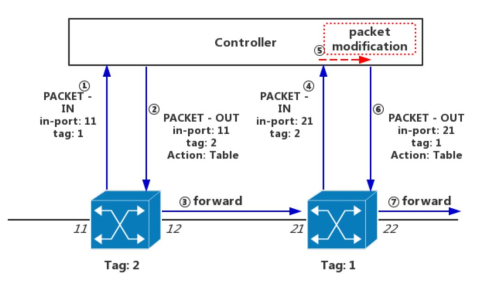 Controller
packet
modification
①
PACKET -
IN
in-port: 11
tag: 1
②
PACKET - OUT
in-port: 11
tag: 2
Action: Table
④
PACKET -
IN
in-port: 21
tag: 2
⑤
⑥
PACKET - OUT
in-port: 21
tag: 1
Action: Table
③ forward
⑦ forward
11
12
21
22
Tag: 2
Tag: 1